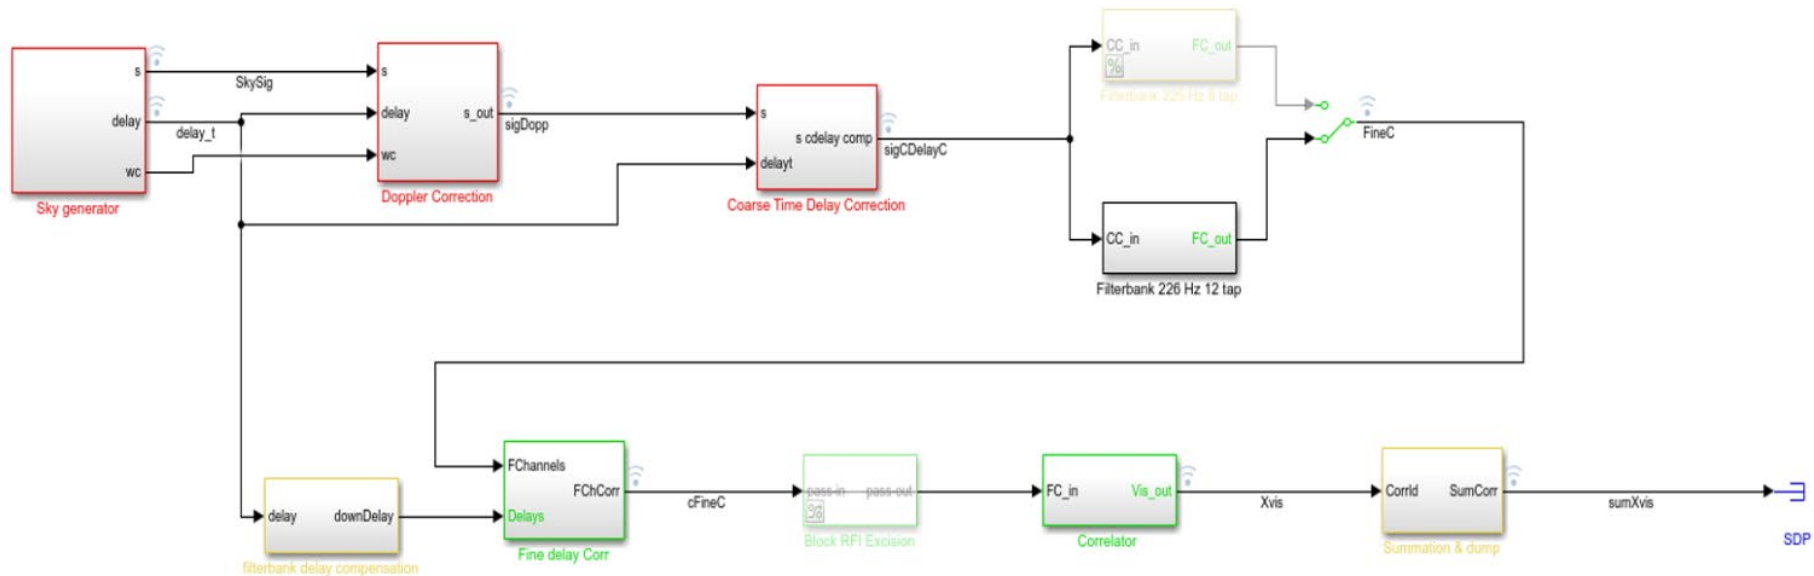 s
delay
wc
Sky generator
SkySig
delay_t
s
delay
wc
s_out
Doppler Correction
sigDopp
s
delayt
s cdelay comp
Coarse Time Delay Correction
sigCDelayC
CC_in
FC_out
%
Filterbank 226 Hz 8 tap
CC_in
FC_out
Filterbank 226 Hz 12 tap
FineC
delay
downDelay
filterbank delay compensation
FChannels
FChCorr
Delays
Fine delay Corr
cFineC
pass-in
pass-out
Block RFI Excision
FC_in
Vis_out
Correlator
Xvis
CorrId
SumCorr
Summation & dump
sumXvis
SDP